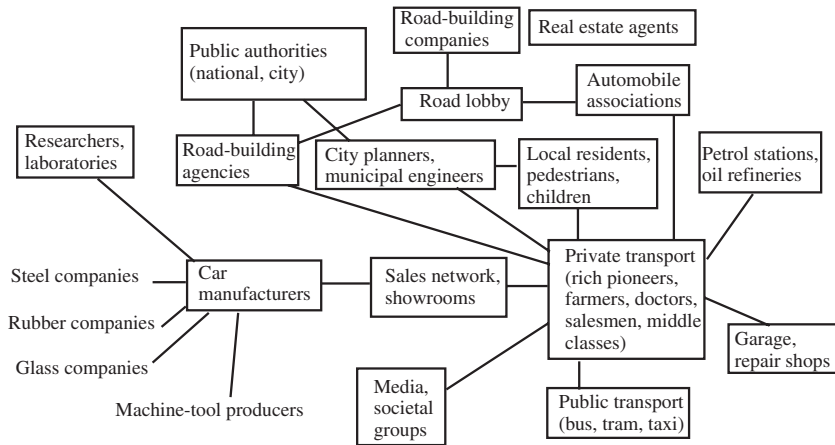 Public authorities
(national, city)
Road-building
companies
Real estate agents
Road lobby
Automobile
associations
Researchers,
laboratories
Road-building
agencies
City planners,
municipal engineers
Local residents,
pedestrians,
children
Petrol stations,
oil refineries
Steel companies
Rubber companies
Glass companies
Machine-tool producers
Car
manufacturers
Sales network,
showrooms
Private transport
(rich pioneers,
farmers, doctors,
salesmen, middle
classes)
Garage,
repair shops
Media,
societal
groups
Public transport
(bus, tram, taxi)